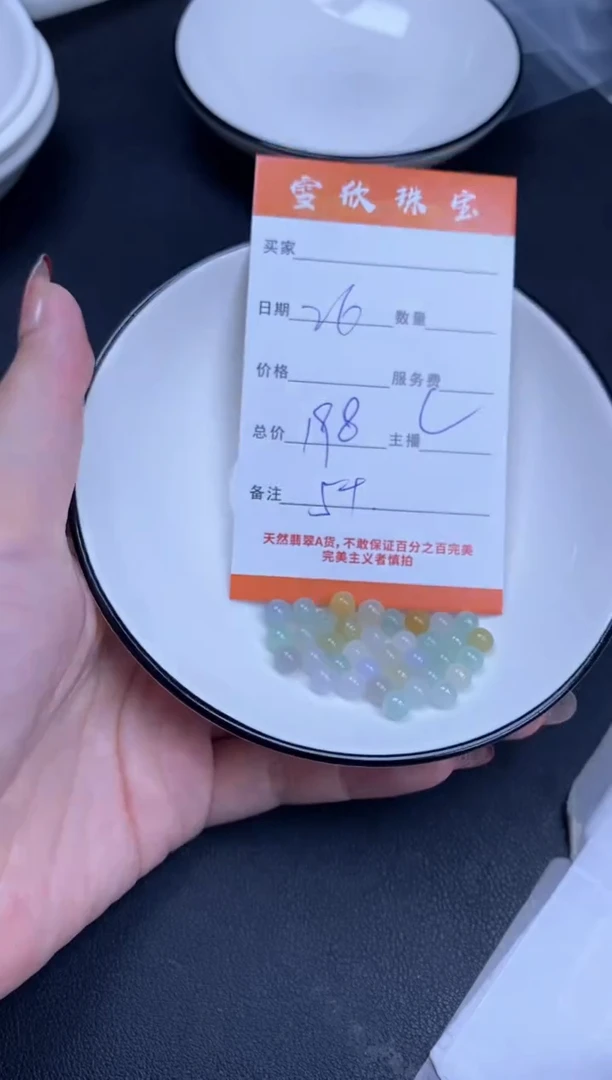 雪欣珠宝
买家
日期 26 数量
价格 服务费
总价 198 主播
备注 54
天然翡翠A货,不敢保证百分之百完美
完美主义者慎拍